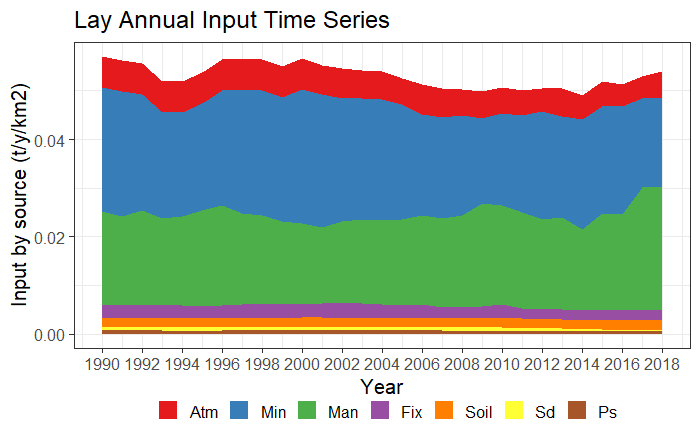 Lay Annual Input Time Series
Input by source (t/y/km2)
0.04
0.02
0.00
1990 1992 1994 1996 1998 2000 2002 2004 2006 2008 2010 2012 2014 2016 2018
Year
Atm Min Man Fix Soil Sd Ps